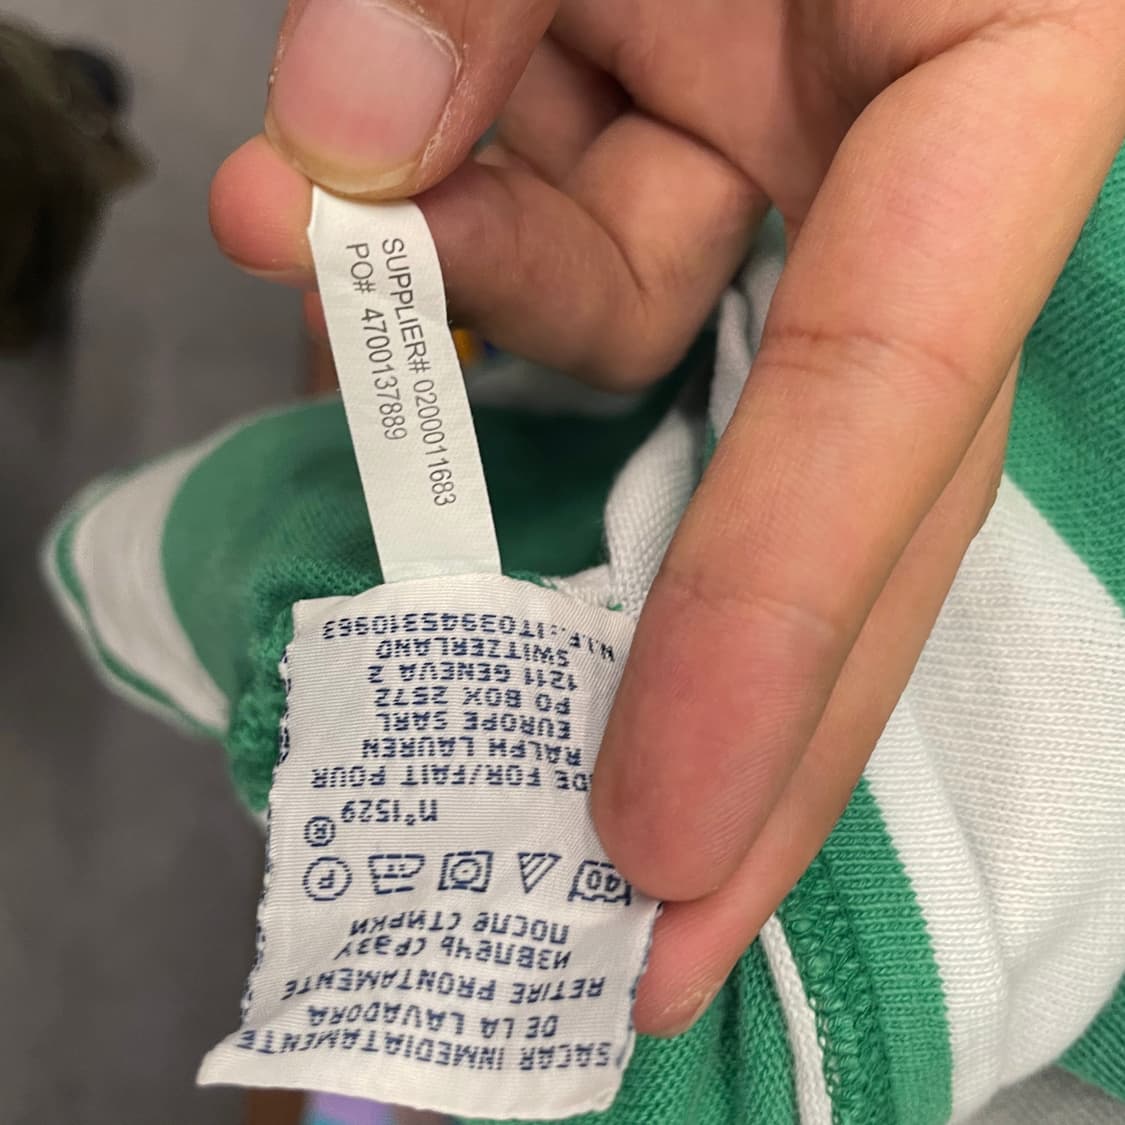 SUPPLIER# 0200011683
PO# 4700137889
SACAR INMEDIATAMENTE
DE LA LAVADORA
RETIRE PRONTAMENTE
ИЗВЛЕЧЬ СРАЗУ
ПОСЛЕ СТИРКИ
40 P
n°1529 ®
DE FOR/FAIT POUR
RALPH LAUREN
EUROPE SARL
PO BOX 2572
1211 GENEVA 2
SWITZERLAND
N.I.F.:IT03945310963